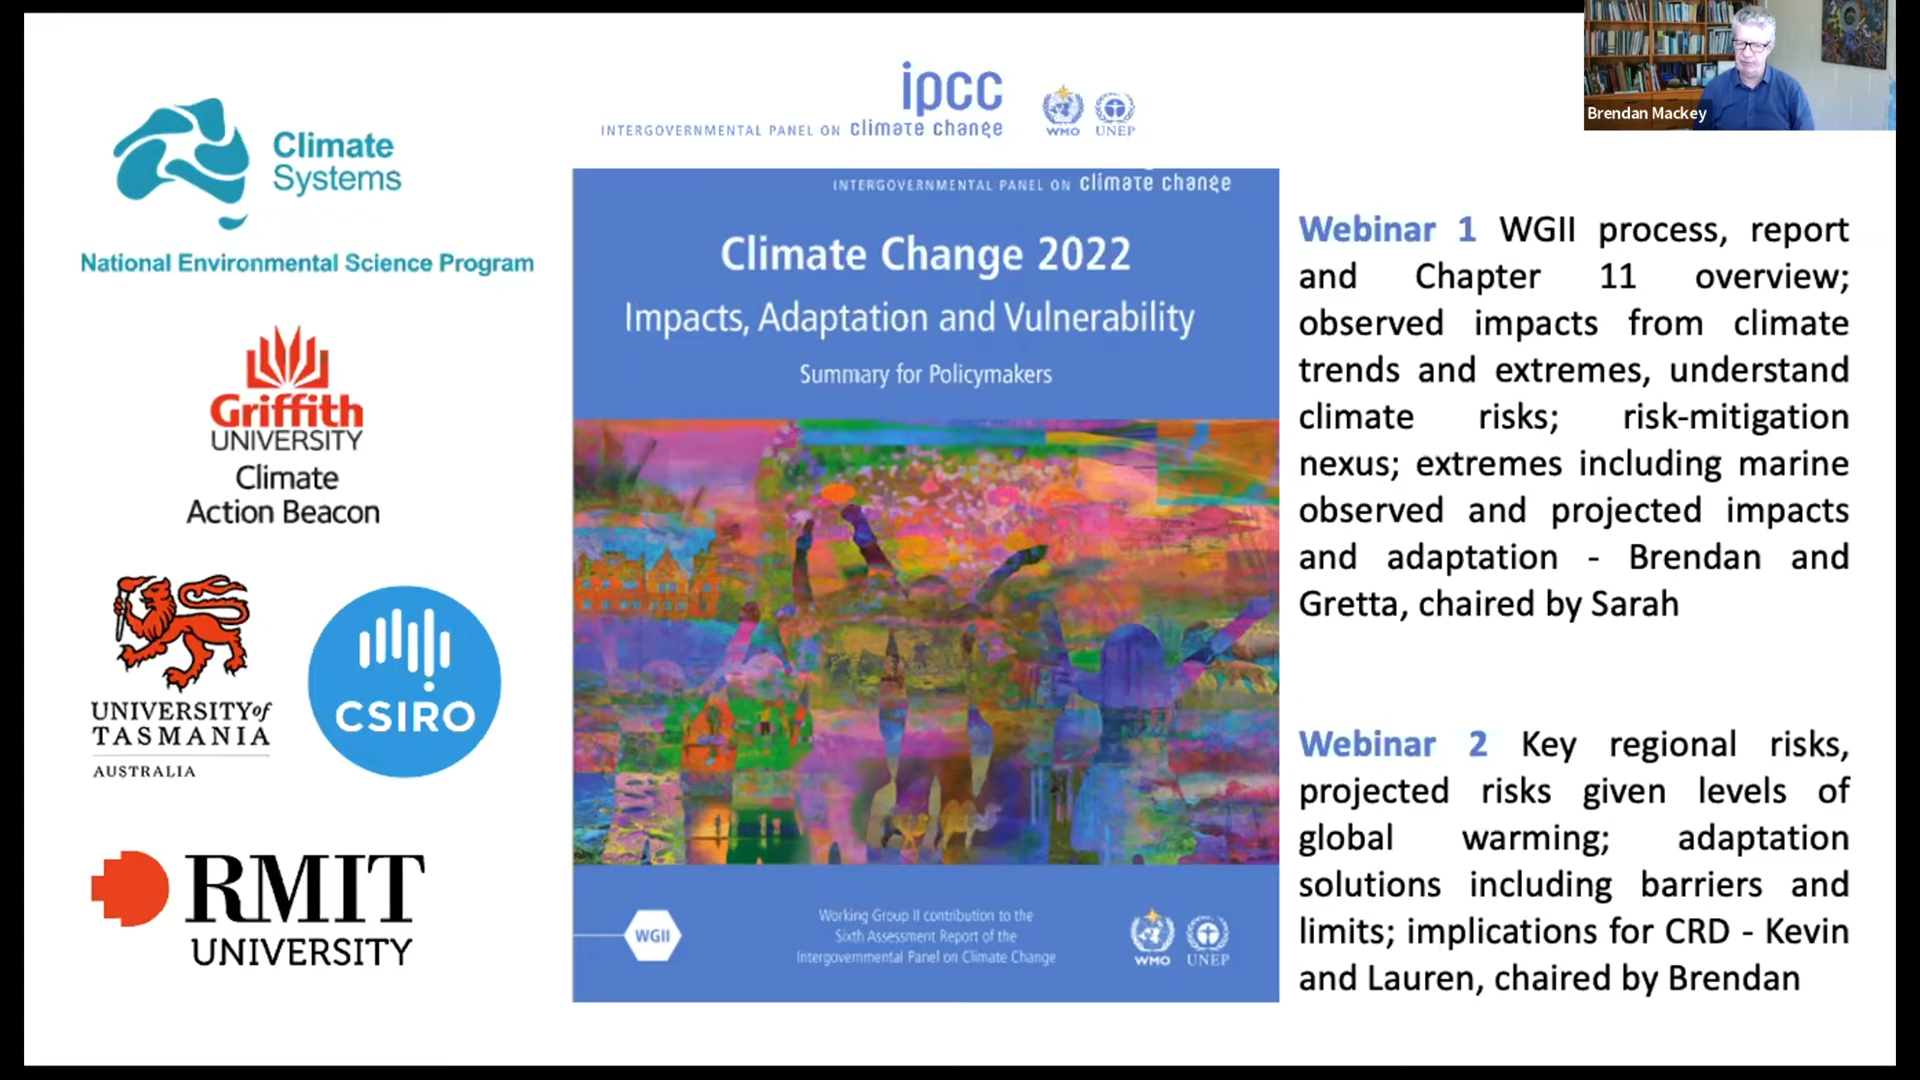 Climate
Systems
National Environmental Science Program
Griffith
UNIVERSITY
Climate
Action Beacon
UNIVERSITY of
TASMANIA
AUSTRALIA
CSIRO
RMIT
UNIVERSITY
ipcc
INTERGOVERNMENTAL PANEL ON climate change
WMO
UNEP
INTERGOVERNMENTAL PANEL ON climate change
Climate Change 2022
Impacts, Adaptation and Vulnerability
Summary for Policymakers
WGII
Working Group II contribution to the
Sixth Assessment Report of the
Intergovernmental Panel on Climate Change
WMO
UNEP
Brendan Mackey
Webinar 1 WGII process, report
and Chapter 11 overview;
observed impacts from climate
trends and extremes, understand
climate risks; risk-mitigation
nexus; extremes including marine
observed and projected impacts
and adaptation - Brendan and
Gretta, chaired by Sarah
Webinar 2 Key regional risks,
projected risks given levels of
global warming; adaptation
solutions including barriers and
limits; implications for CRD - Kevin
and Lauren, chaired by Brendan